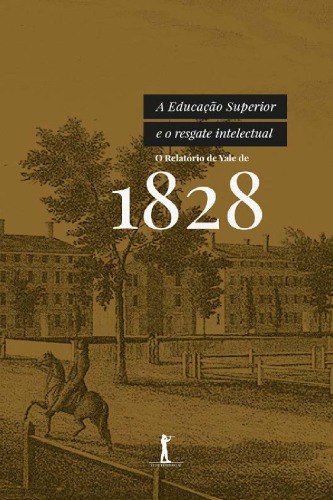 A Educação Superior
e o resgate intelectual
O Relatório de Yale de
1828